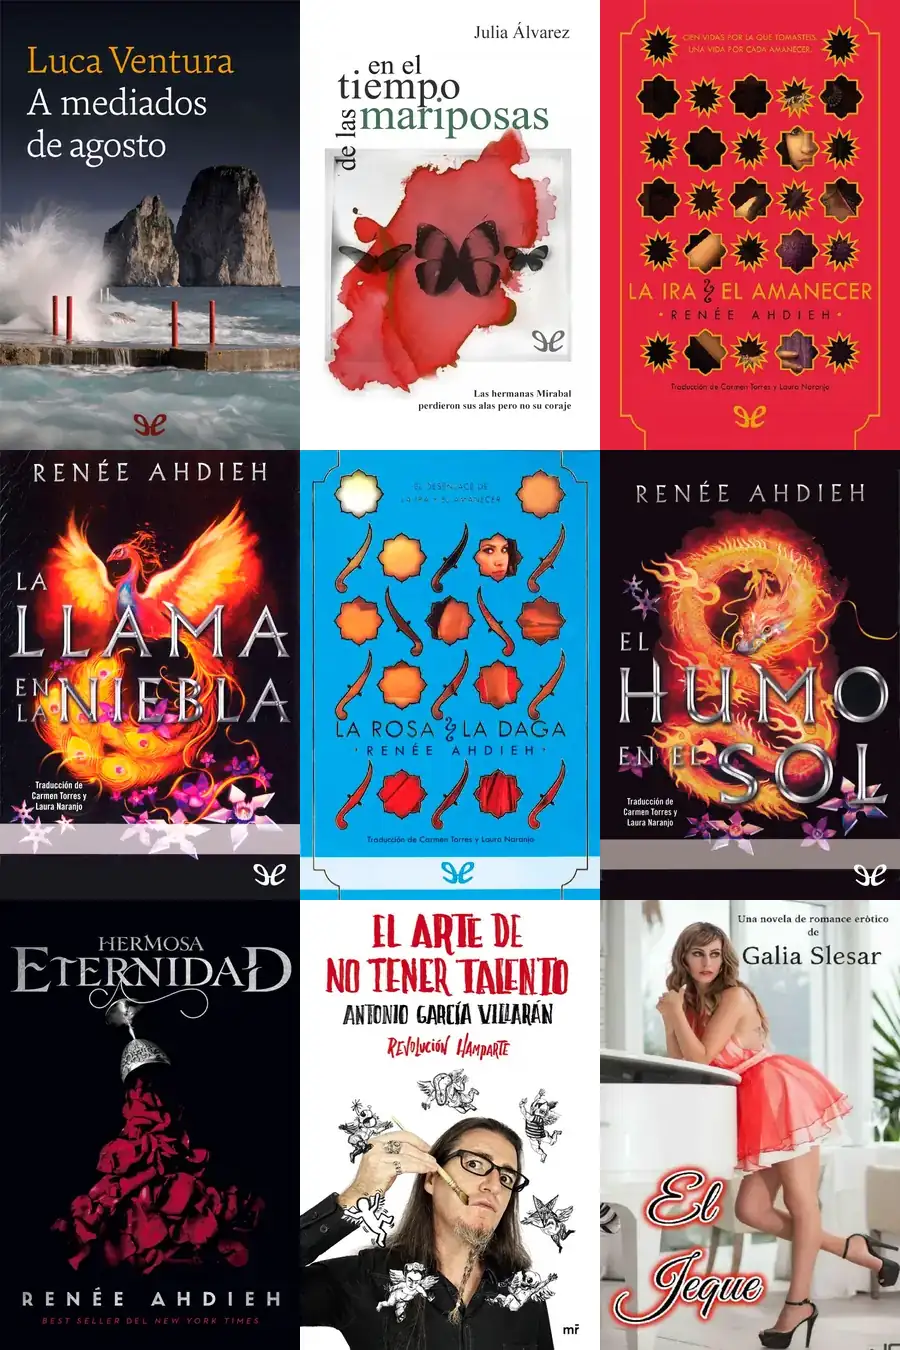 Luca Ventura
A mediados
de agosto
Julia Álvarez
en el
tiempo
de las
mariposas
Las hermanas Mirabal
perdieron sus alas pero no su coraje
CIEN VIDAS POR LA QUE TOMASTEIS,
UNA VIDA POR CADA AMANECER.
LA IRA Y EL AMANECER
· RENÉE AHDIEH ·
Traducción de Carmen Torres y Laura Naranjo
RENÉE AHDIEH
LA
LLAMA
EN LA NIEBLA
Traducción de
Carmen Torres y
Laura Naranjo
EL DESENLACE DE
LA IRA Y EL AMANECER
LA ROSA Y LA DAGA
· RENÉE AHDIEH ·
Traducción de Carmen Torres y Laura Naranjo
RENÉE AHDIEH
EL
HUMO
EN EL SOL
Traducción de
Carmen Torres y
Laura Naranjo
HERMOSA
ETERNIDAD
RENÉE AHDIEH
BEST SELLER DEL NEW YORK TIMES
EL ARTE DE
NO TENER TALENTO
ANTONIO GARCÍA VILLARÁN
REVOLUCIÓN HAMPARTE
mr
Una novela de romance erótico
de
Galia Slesar
El
Jeque